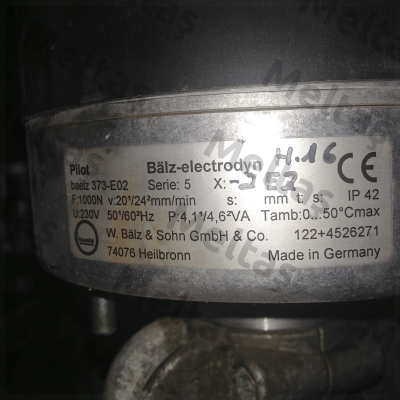 Pilot Bälz-electrodyn H.16 CE
baelz 373-E02 Serie: 5 X:
F:1000N v:20¹/24²mm/min s: mm t: s: IP 42
U:230V 50¹/60²Hz P:4,1¹/4,6²VA Tamb:0...50°Cmax
W. Bälz & Sohn GmbH & Co. 122+4526271
74076 Heilbronn Made in Germany
Meltaş